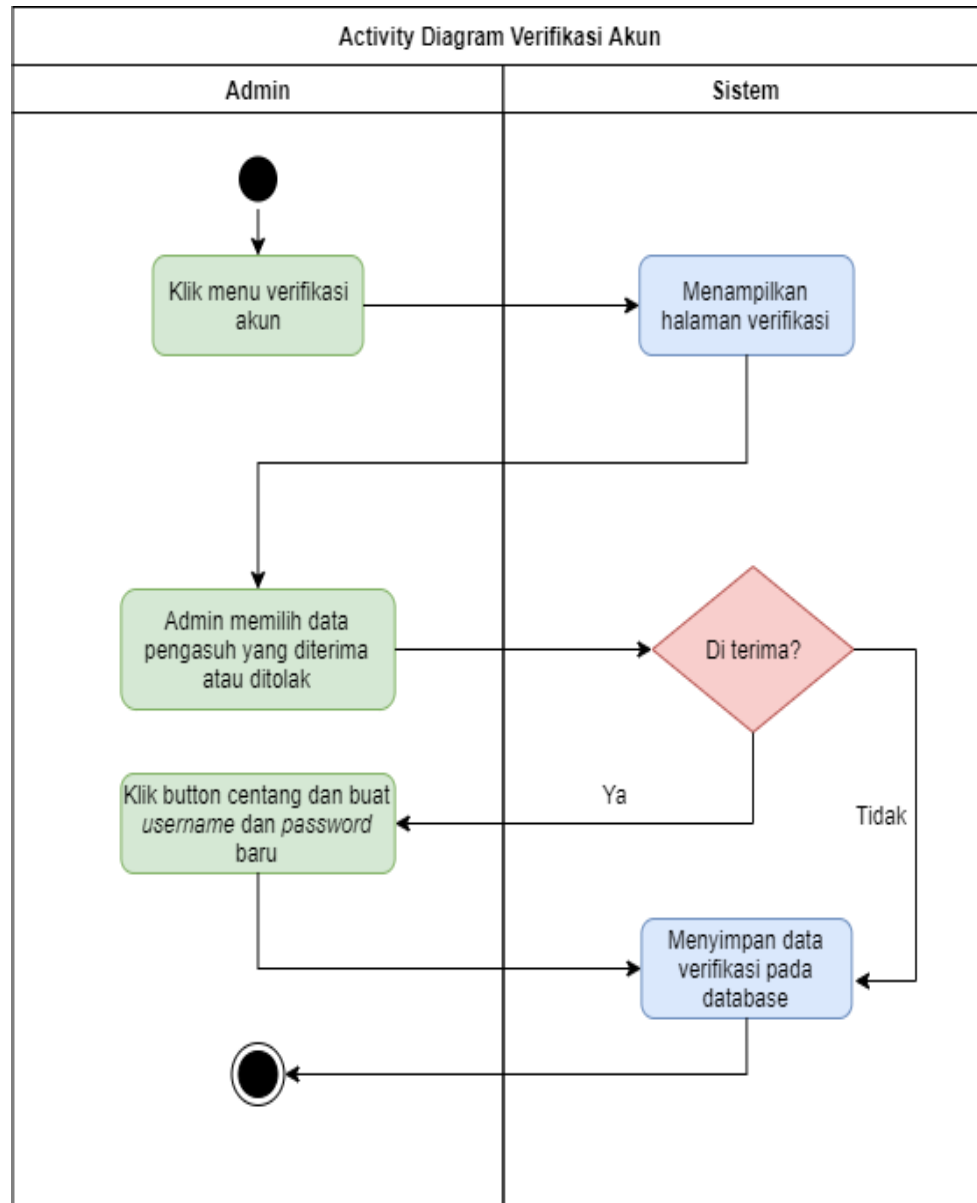 Activity Diagram Verifikasi Akun
Admin
Sistem
Klik menu verifikasi
akun
Menampilkan
halaman verifikasi
Admin memilih data
pengasuh yang diterima
atau ditolak
Di terima?
Klik button centang dan buat
username dan password
baru
Ya
Tidak
Menyimpan data
verifikasi pada
database